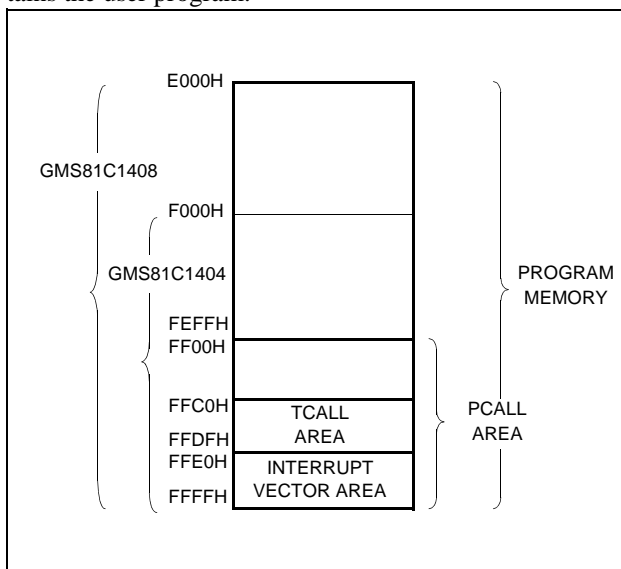 tains the user program.
E000H
GMS81C1408
F000H
GMS81C1404
PROGRAM
MEMORY
FEFFH
FF00H
FFC0H
TCALL
AREA
PCALL
AREA
FFDFH
FFE0H
INTERRUPT
VECTOR AREA
FFFFH